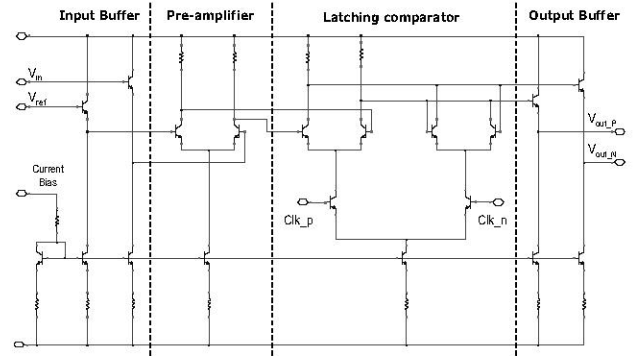 Input Buffer
Pre-amplifier
Latching comparator
Output Buffer
Vin
Vref
Vout_P
Vout_N
Current
Bias
Clk_p
Clk_n